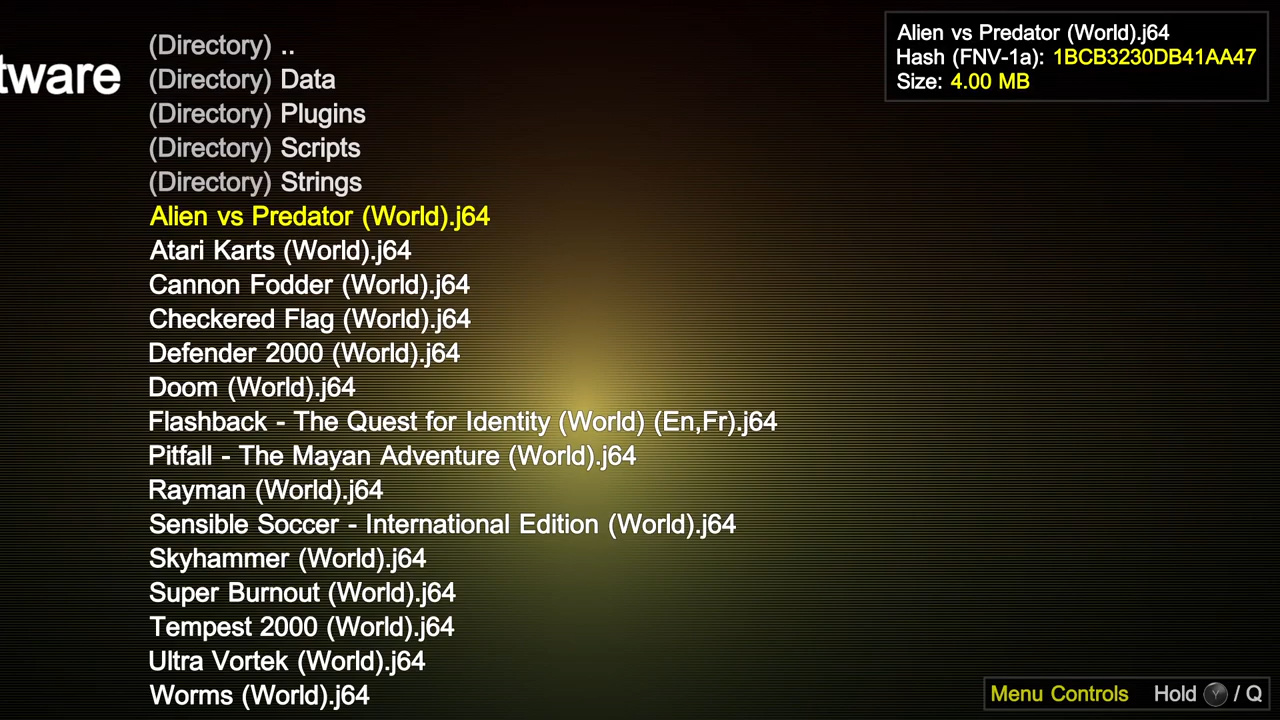 tware
(Directory) ..
(Directory) Data
(Directory) Plugins
(Directory) Scripts
(Directory) Strings
Alien vs Predator (World).j64
Atari Karts (World).j64
Cannon Fodder (World).j64
Checkered Flag (World).j64
Defender 2000 (World).j64
Doom (World).j64
Flashback - The Quest for Identity (World) (En,Fr).j64
Pitfall - The Mayan Adventure (World).j64
Rayman (World).j64
Sensible Soccer - International Edition (World).j64
Skyhammer (World).j64
Super Burnout (World).j64
Tempest 2000 (World).j64
Ultra Vortek (World).j64
Worms (World).j64
Alien vs Predator (World).j64
Hash (FNV-1a): 1BCB3230DB41AA47
Size: 4.00 MB
Menu Controls Hold Y / Q